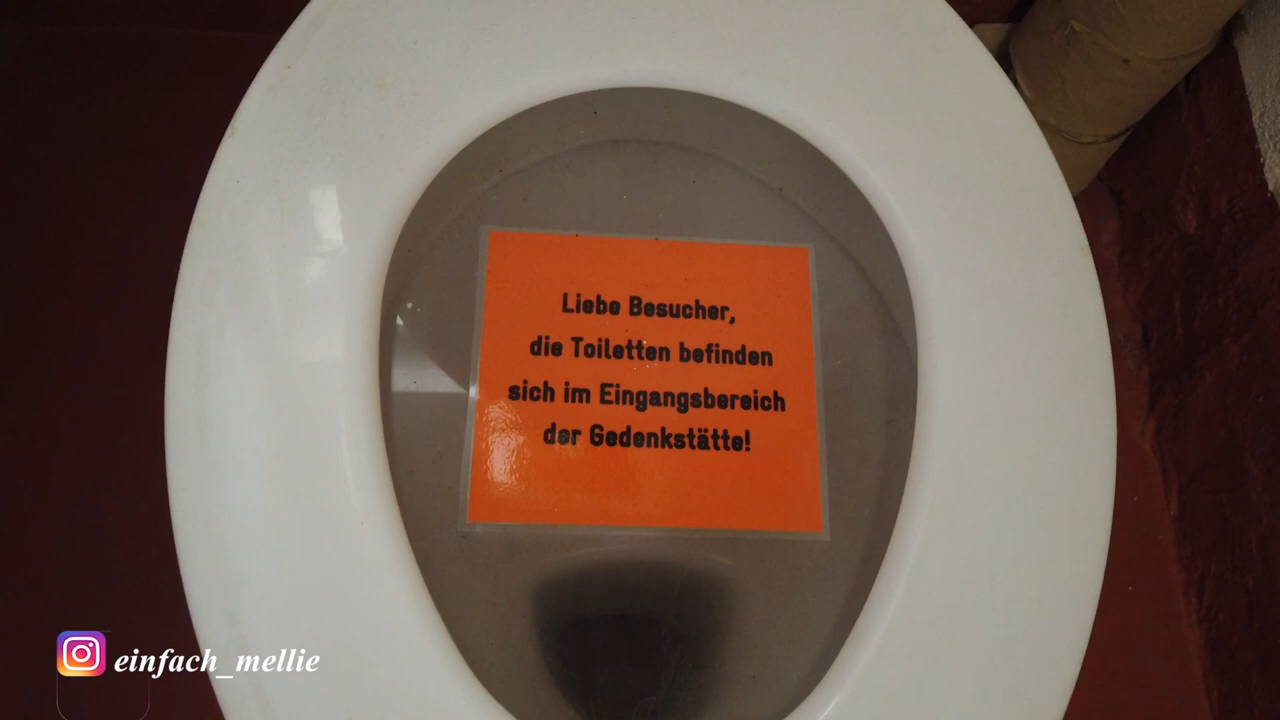 Liebe Besucher,
die Toiletten befinden
sich im Eingangsbereich
der Gedenkstätte!
einfach_mellie